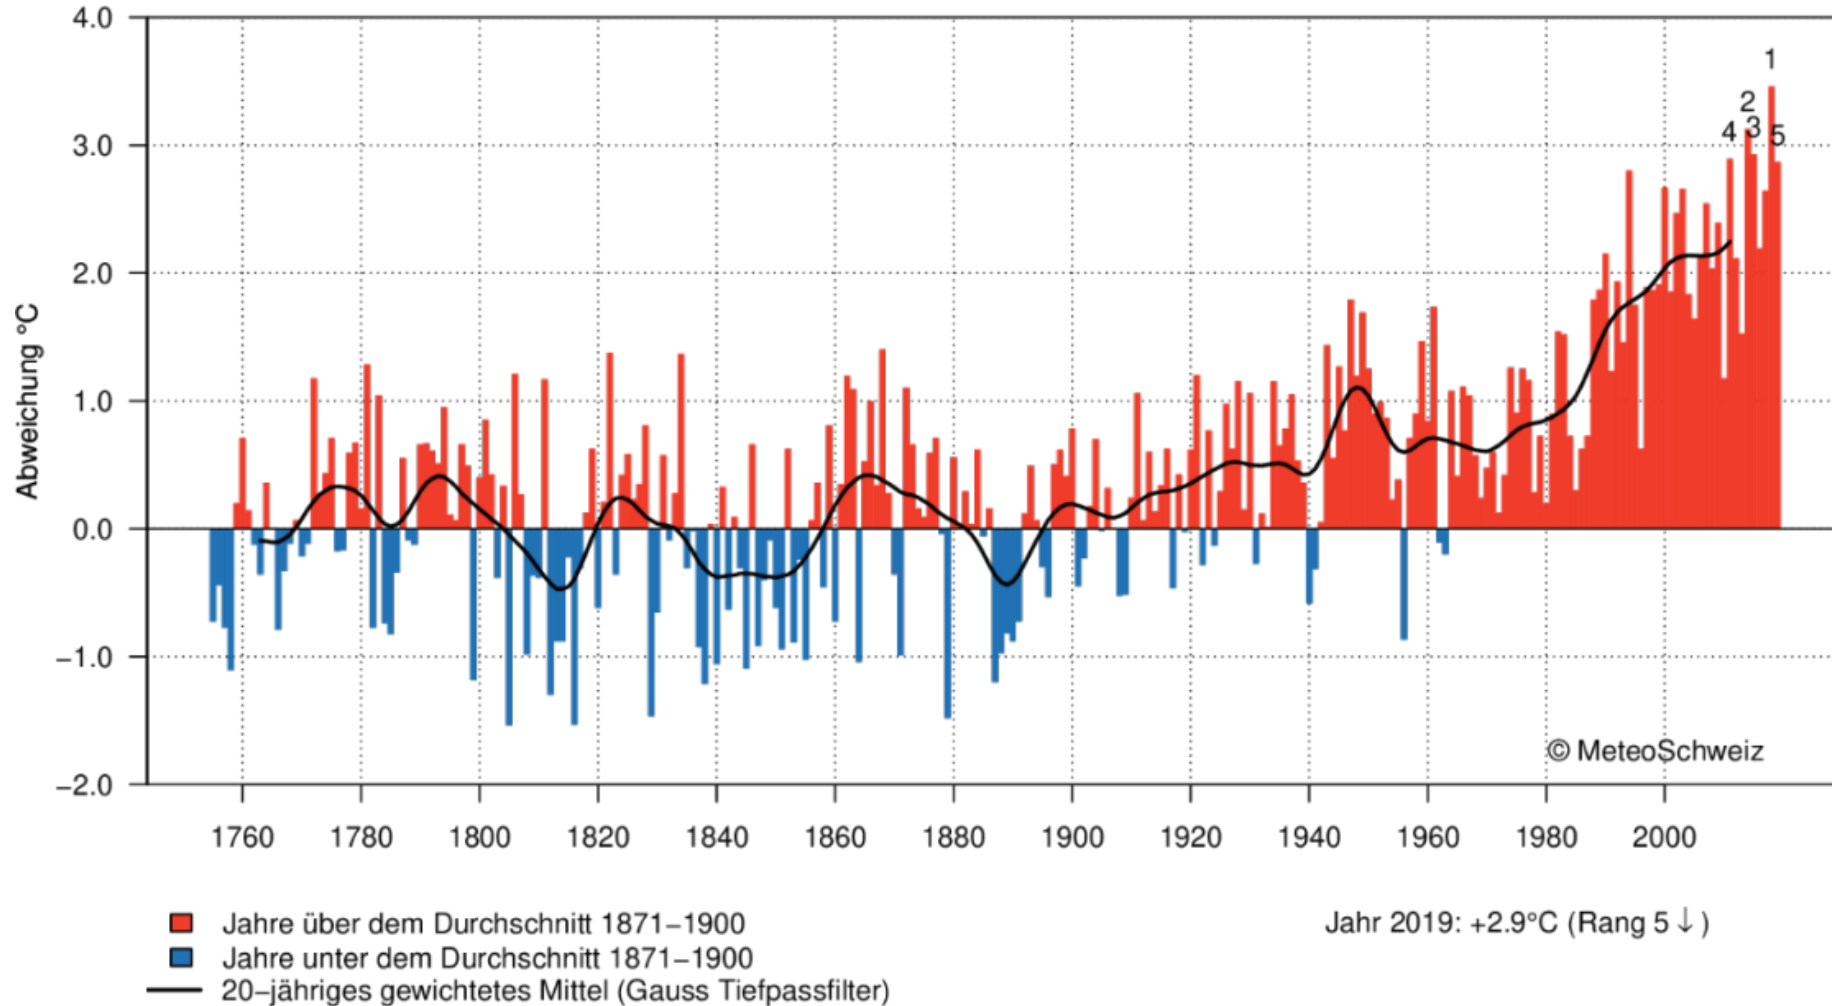 4.0
3.0
2.0
1.0
0.0
−1.0
−2.0
Abweichung °C
1
2
3
4
5
© MeteoSchweiz
1760 1780 1800 1820 1840 1860 1880 1900 1920 1940 1960 1980 2000
Jahre über dem Durchschnitt 1871−1900
Jahre unter dem Durchschnitt 1871−1900
20−jähriges gewichtetes Mittel (Gauss Tiefpassfilter)
Jahr 2019: +2.9°C (Rang 5 ↓ )